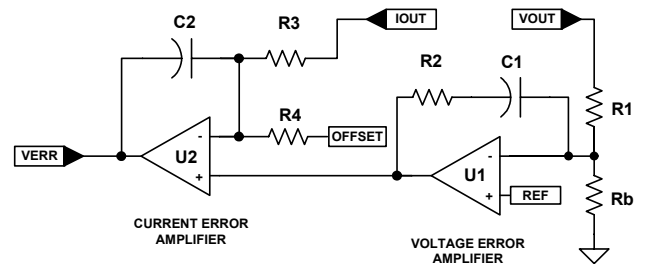 C2
R3
IOUT
VOUT
R2
C1
R1
R4
OFFSET
-
-
VERR
U2
U1
+
+
REF
Rb
CURRENT ERROR
AMPLIFIER
VOLTAGE ERROR
AMPLIFIER